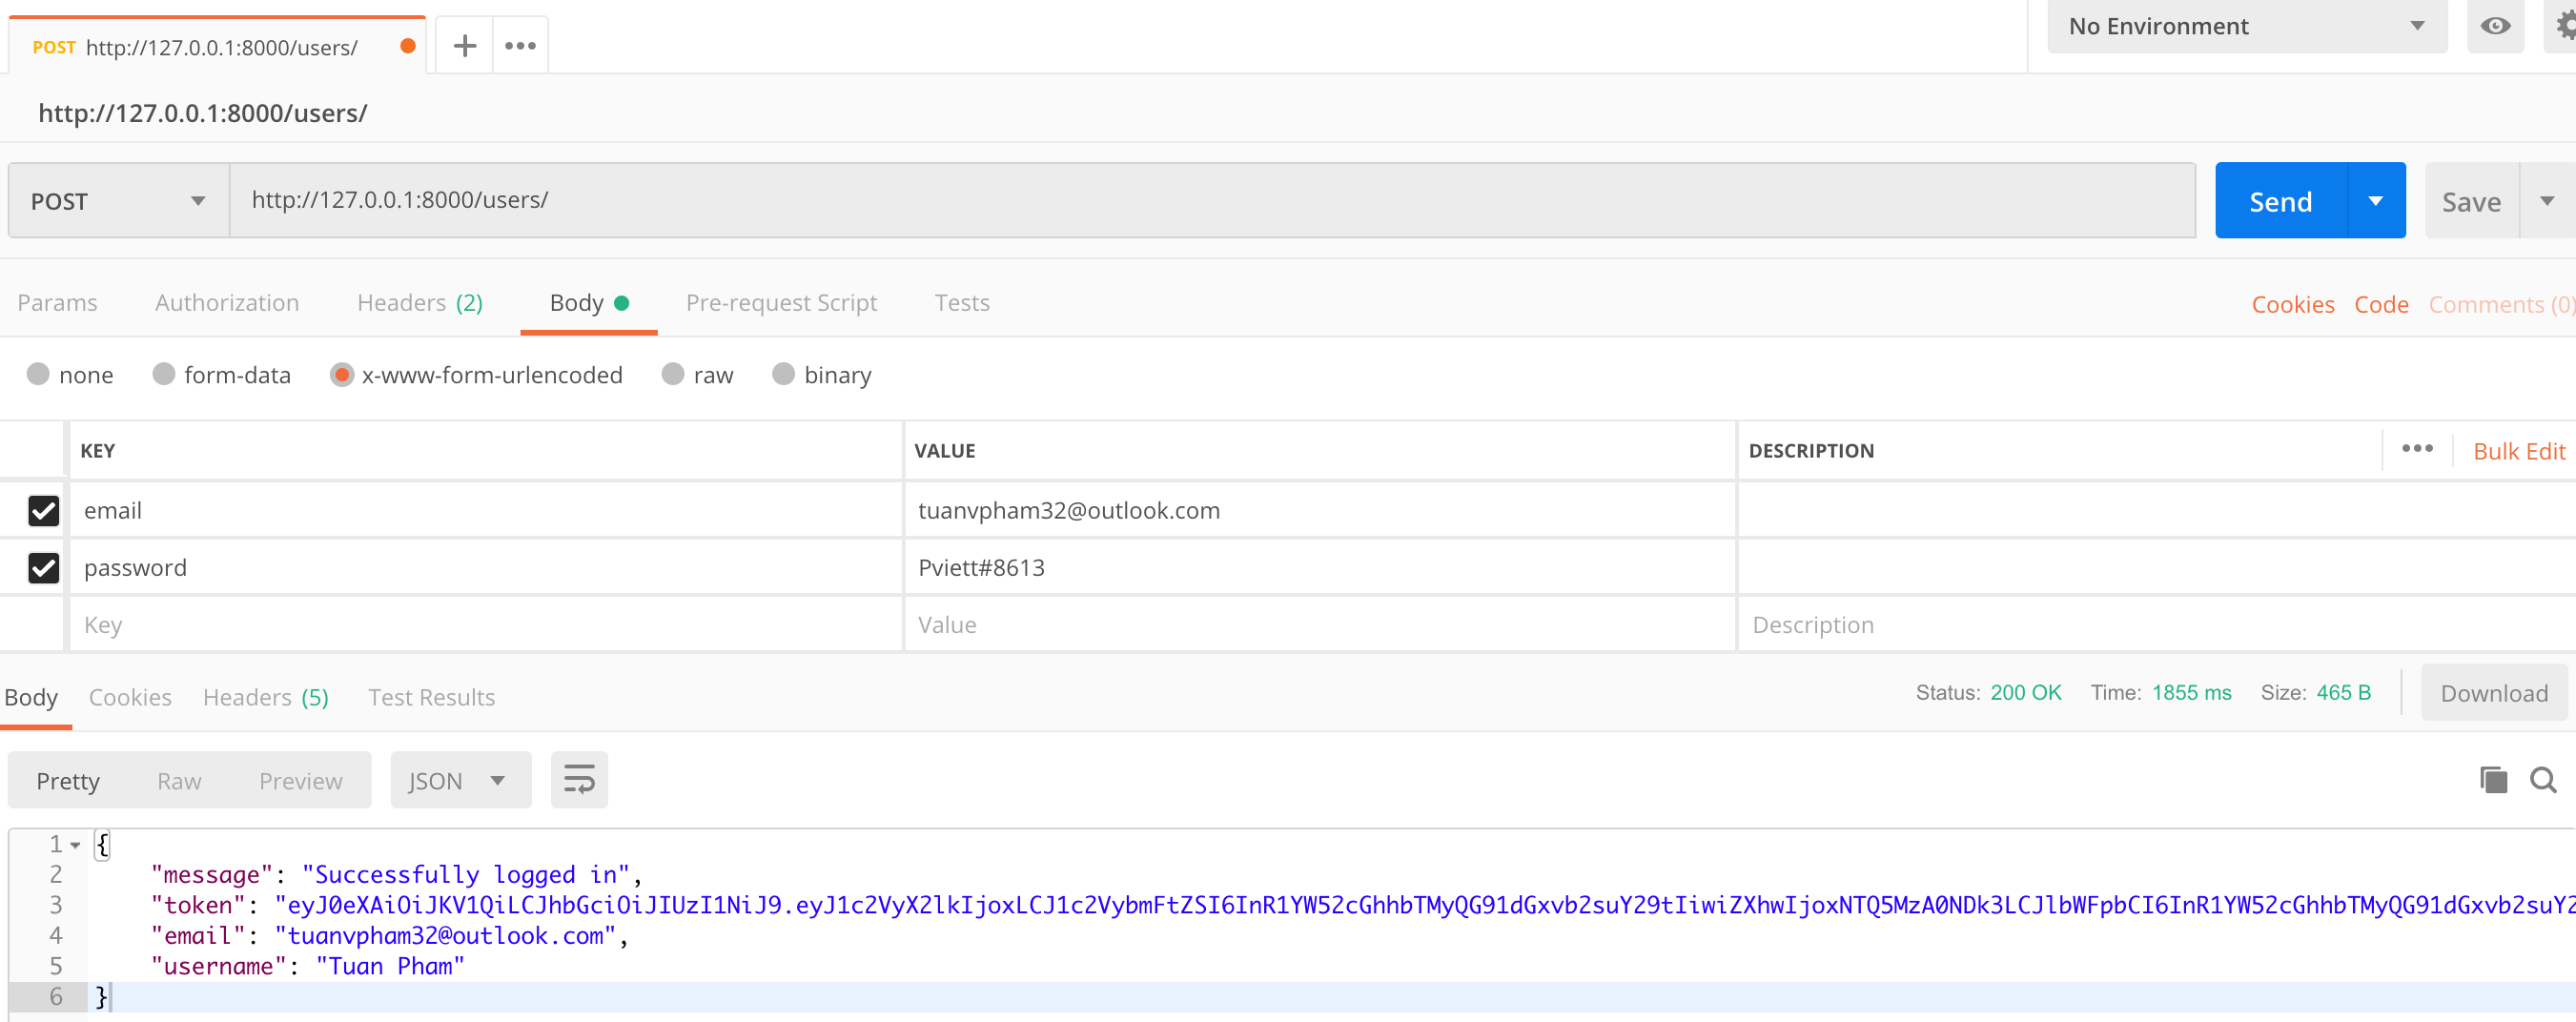 POST http://127.0.0.1:8000/users/
No Environment
http://127.0.0.1:8000/users/
POST http://127.0.0.1:8000/users/ Send Save
Params Authorization Headers (2) Body Pre-request Script Tests Cookies Code Comments (0)
none form-data x-www-form-urlencoded raw binary
KEY VALUE DESCRIPTION Bulk Edit
email tuanvpham32@outlook.com
password Pviett#8613
Key Value Description
Body Cookies Headers (5) Test Results Status: 200 OK Time: 1855 ms Size: 465 B Download
Pretty Raw Preview JSON
1 {
2 "message": "Successfully logged in",
3 "token": "eyJ0eXAiOiJKV1QiLCJhbGciOiJIUzI1NiJ9.eyJ1c2VyX2lkIjoxLCJ1c2VybmFtZSI6InR1YW52cGhhbTMyQG91dGxvb2suY29tIiwiZXhwIjoxNTQ5MzA0NDk3LCJlbWFpbCI6InR1YW52cGhhbTMyQG91dGxvb2suY2
4 "email": "tuanvpham32@outlook.com",
5 "username": "Tuan Pham"
6 }